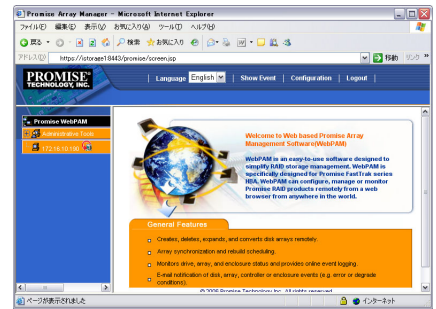 Promise Array Manager - Microsoft Internet Explorer
ファイル(F) 編集(E) 表示(V) お気に入り(A) ツール(T) ヘルプ(H)
戻る 検索 お気に入り
アドレス(D) https://istorage1:8443/promise/screen.jsp 移動 リンク
PROMISE®
TECHNOLOGY, INC.
| Language English | Show Event | Configuration | Logout |
Promise WebPAM
Administrative Tools
172.16.10.186
Welcome to Web based Promise Array
Management Software(WebPAM)
WebPAM is an easy-to-use software designed to
simplify RAID storage management. WebPAM is
specifically designed for Promise FastTrak series
HBA. WebPAM can configure, manage or monitor
Promise RAID products remotely from a web
browser from anywhere in the world.
General Features
Creates, deletes, expands, and converts disk arrays remotely.
Array synchronization and rebuild scheduling.
Monitors drive, array, and enclosure status and provides online event logging.
E-mail notification of disk, array, controller or enclosure events (e.g. error or degrade
conditions).
© 2006 Promise Technology Inc. All rights reserved
ページが表示されました インターネット